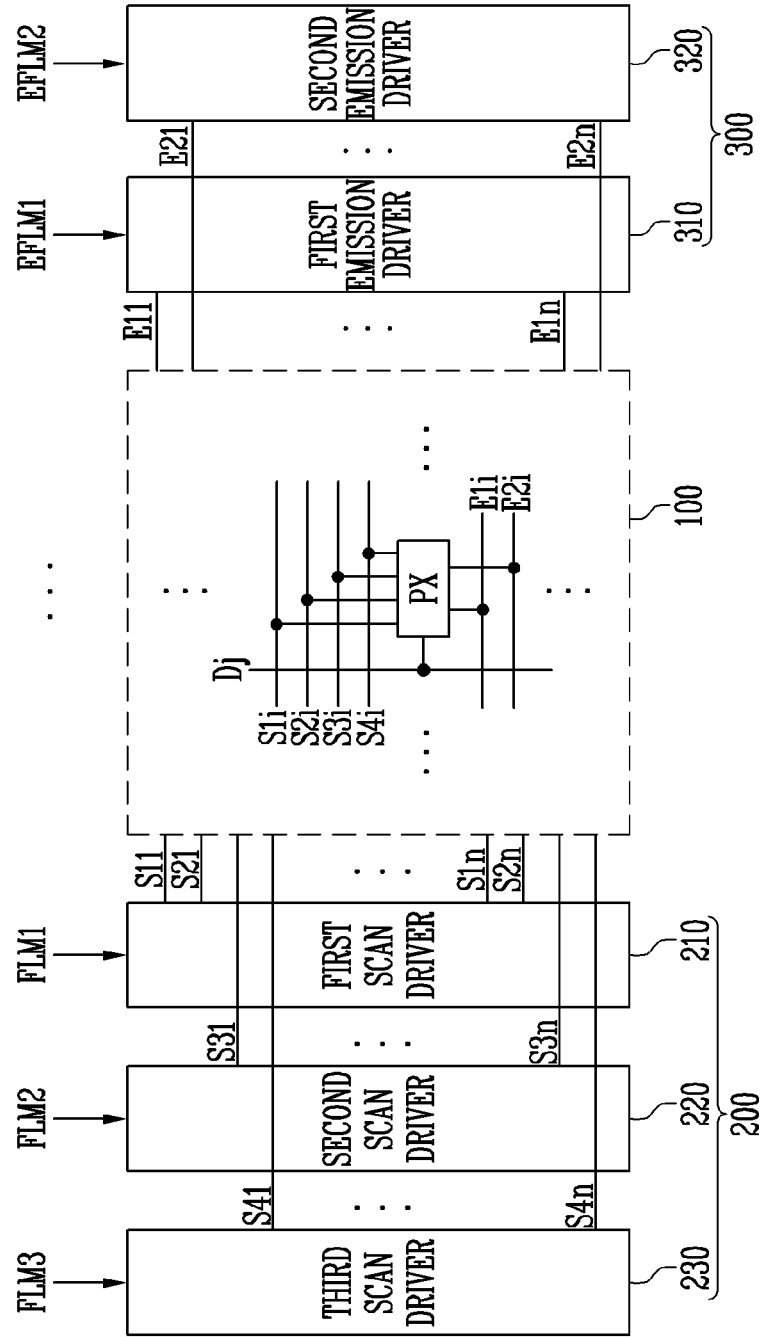 FLM3
FLM2
FLM1
EFLM1
EFLM2
THIRD
SCAN
DRIVER
S41
S4n
SECOND
SCAN
DRIVER
S31
S3n
FIRST
SCAN
DRIVER
S11
S21
S1n
S2n
Dj
S1i
S2i
S3i
S4i
PX
E1i
E2i
E11
E1n
FIRST
EMISSION
DRIVER
E21
E2n
SECOND
EMISSION
DRIVER
230
220
210
200
100
310
320
300